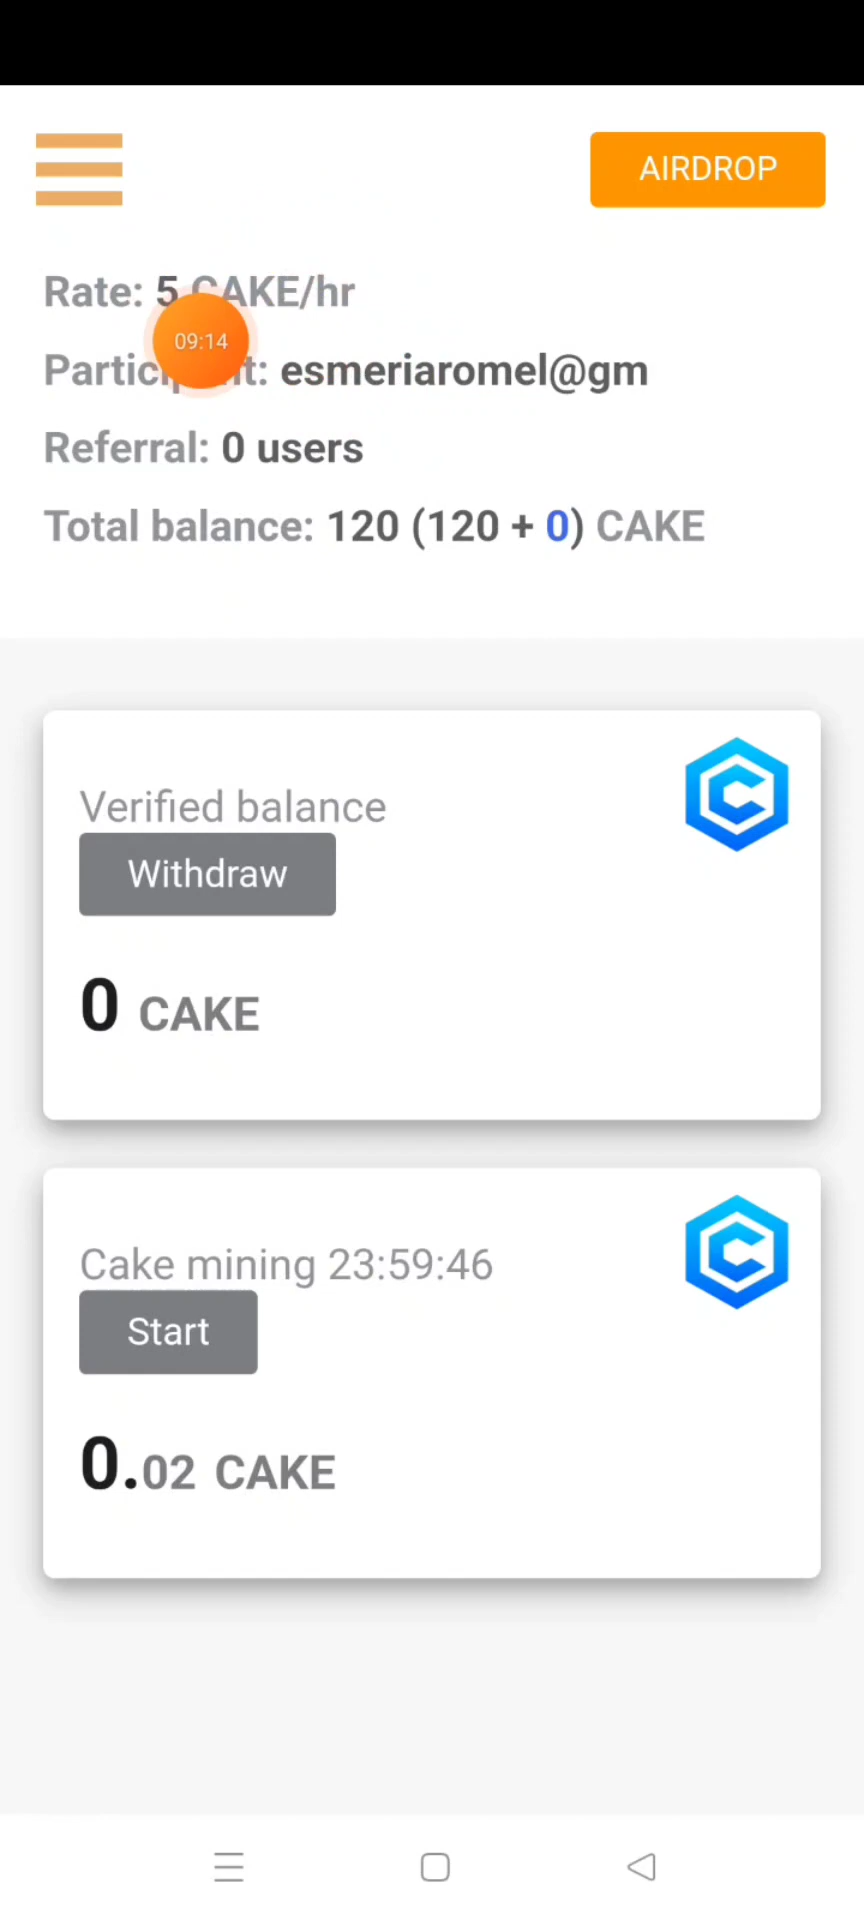 AIRDROP
Rate: 5 CAKE/hr
09:14
esmeriaromel@gm
Referral: 0 users
Total balance: 120 (120 + 0) CAKE
Verified balance
Withdraw
0 CAKE
Cake mining 23:59:46
Start
0.02 CAKE